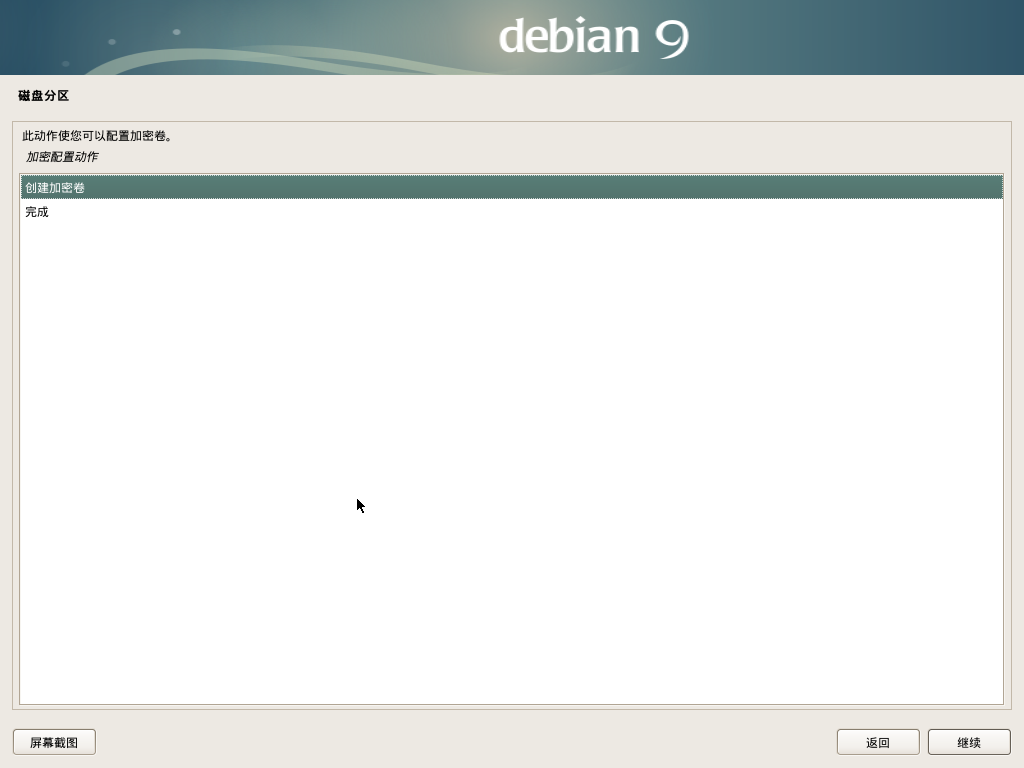 debian 9
磁盘分区
此动作使您可以配置加密卷。
加密配置动作
创建加密卷
完成
屏幕截图
返回
继续